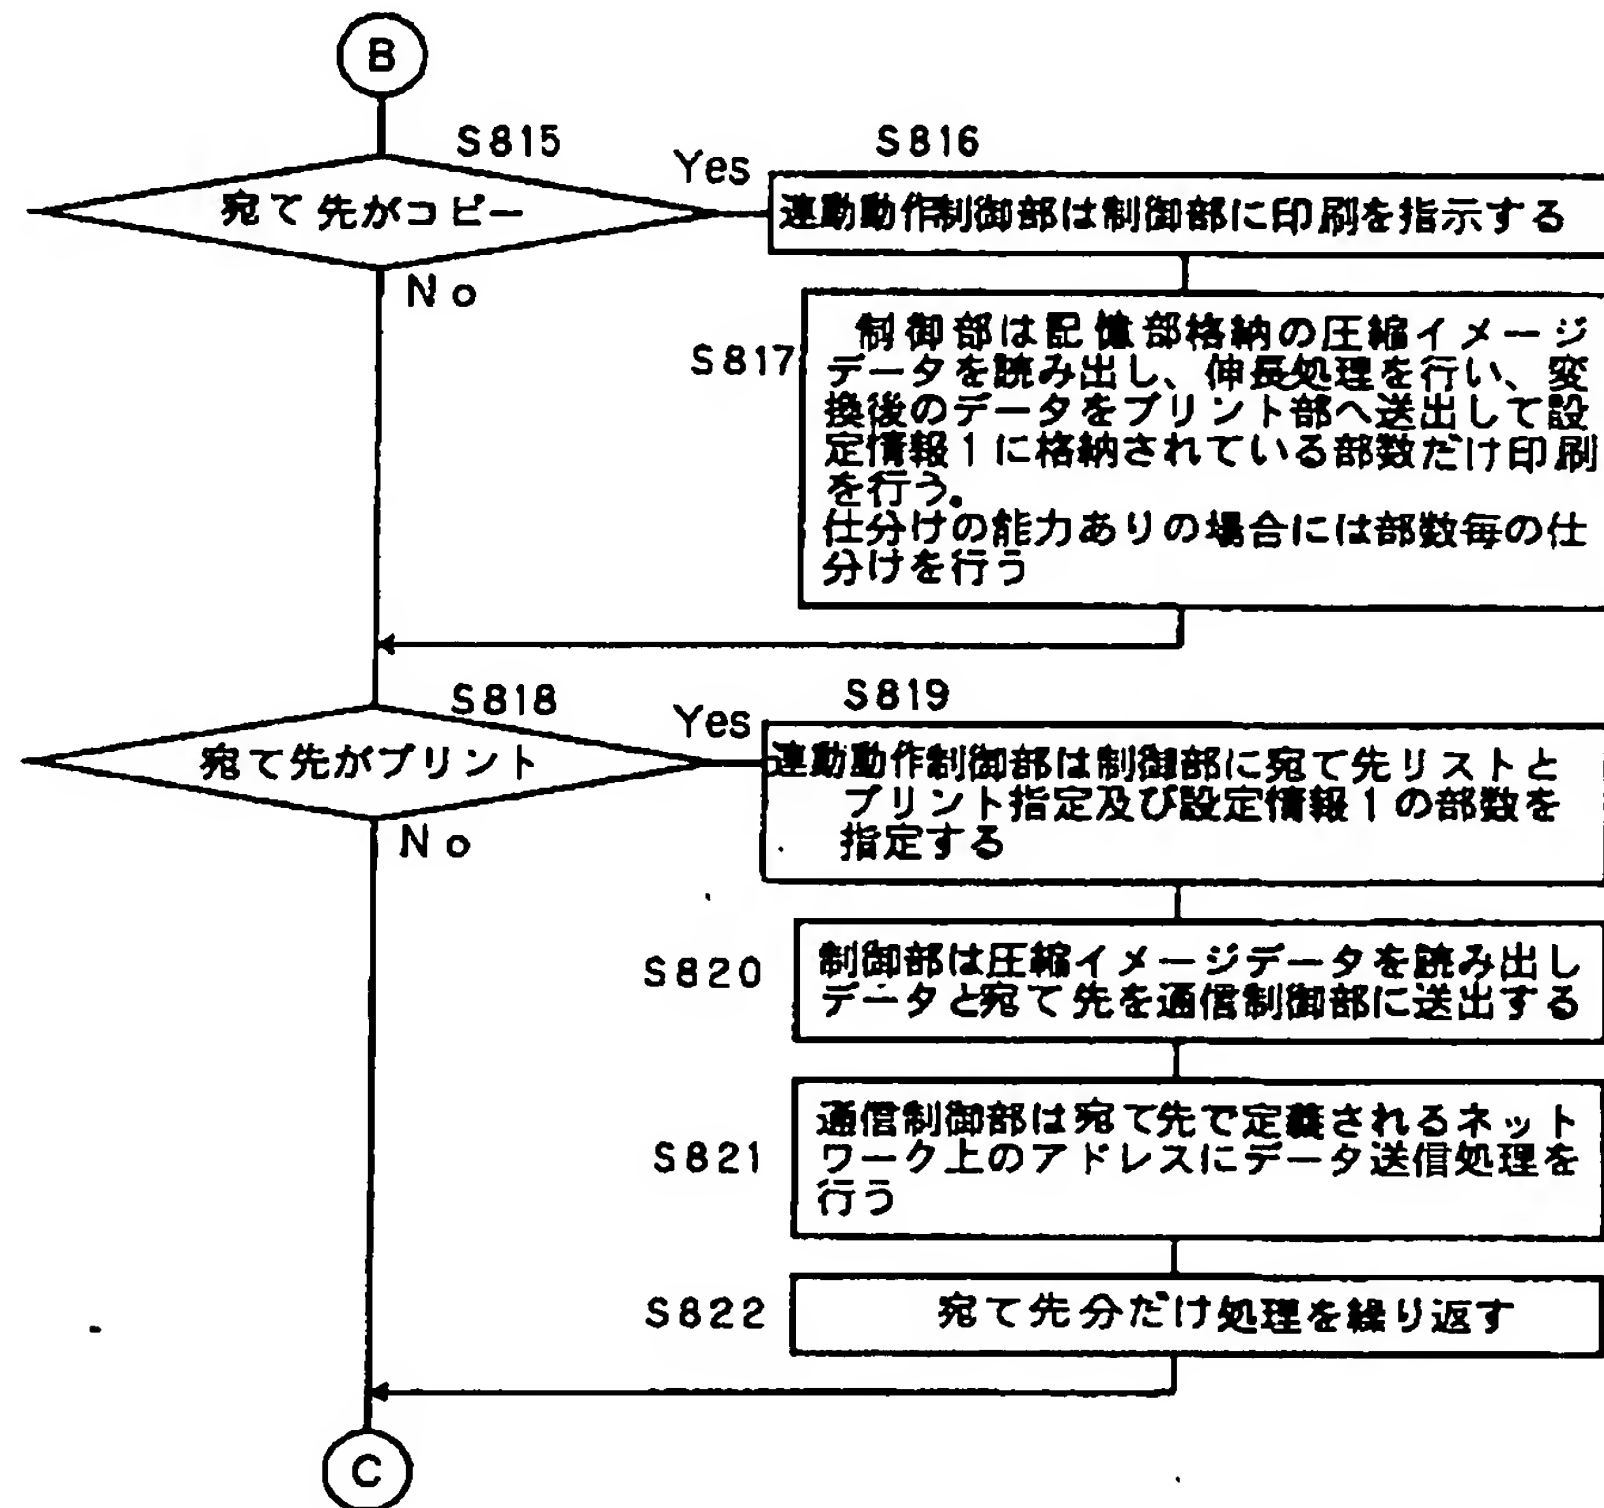 B
S815
宛て先がコピー
Yes
No
S816
連動動作制御部は制御部に印刷を指示する
S817
制御部は記憶部格納の圧縮イメージ
データを読み出し、伸長処理を行い、変
換後のデータをプリント部へ送出して設
定情報1に格納されている部数だけ印刷
を行う。
仕分けの能力ありの場合には部数毎の仕
分けを行う
S818
宛て先がプリント
Yes
No
S819
連動動作制御部は制御部に宛て先リストと
プリント指定及び設定情報1の部数を
指定する
S820
制御部は圧縮イメージデータを読み出し
データと宛て先を通信制御部に送出する
S821
通信制御部は宛て先で定義されるネット
ワーク上のアドレスにデータ送信処理を
行う
S822
宛て先分だけ処理を繰り返す
C